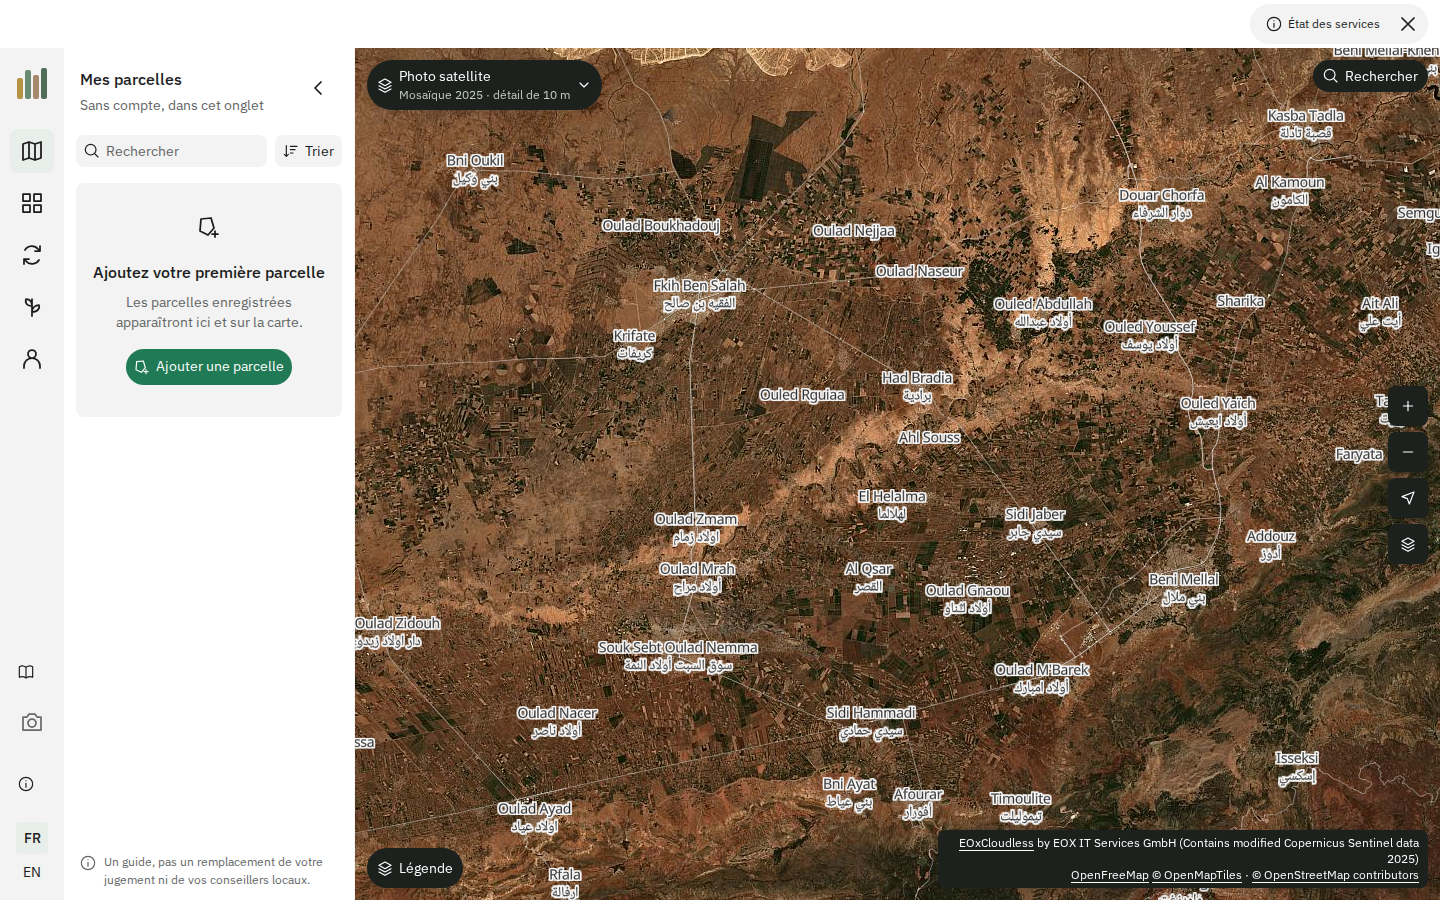 État des services
Mes parcelles
Sans compte, dans cet onglet
Rechercher
Trier
Ajoutez votre première parcelle
Les parcelles enregistrées
apparaîtront ici et sur la carte.
Ajouter une parcelle
FR
EN
Un guide, pas un remplacement de votre
jugement ni de vos conseillers locaux.
Photo satellite
Mosaïque 2025 · détail de 10 m
Rechercher
Kasba Tadla
قصبة تادلة
Bni Oukil
بني وكيل
Al Kamoun
الكامون
Douar Chorfa
دوار الشرفاء
Oulad Boukhadouj
Oulad Nejjaa
Oulad Naseur
Fkih Ben Salah
الفقيه بن صالح
Ouled Abdullah
أولاد عبدالله
Sharika
Ait Ali
أيت علي
Ouled Youssef
أولاد يوسف
Krifate
كريفات
Had Bradia
برادية
Ouled Rguiaa
Ouled Yaïch
أولاد ايعيش
Ahl Souss
Faryata
El Helalma
لهلالما
Oulad Zmam
اولاد زمام
Sidi Jaber
سيدي جابر
Addouz
أدوز
Oulad Mrah
أولاد مراح
Al Qsar
القصر
Oulad Gnaou
Beni Mellal
بني ملال
Oulad Zidouh
Souk Sebt Oulad Nemma
سوق السبت أولاد النمة
Oulad M'Barek
أولاد امبارك
Oulad Nacer
أولاد ناصر
Sidi Hammadi
سيدي حمادي
ssa
Isseksi
إسكسي
Bni Ayat
بني عياط
Afourar
أفورار
Timoulite
تيموليلت
Oulad Ayad
اولاد عياد
Rfala
ارفالة
Légende
EOxCloudless by EOX IT Services GmbH (Contains modified Copernicus Sentinel data
2025)
OpenFreeMap © OpenMapTiles · © OpenStreetMap contributors